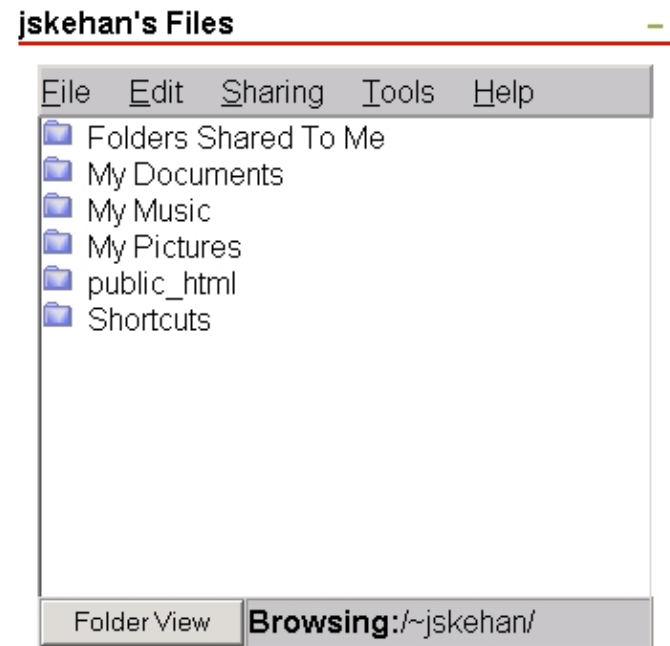 jskehan's Files
File Edit Sharing Tools Help
Folders Shared To Me
My Documents
My Music
My Pictures
public_html
Shortcuts
Folder View Browsing:/~jskehan/